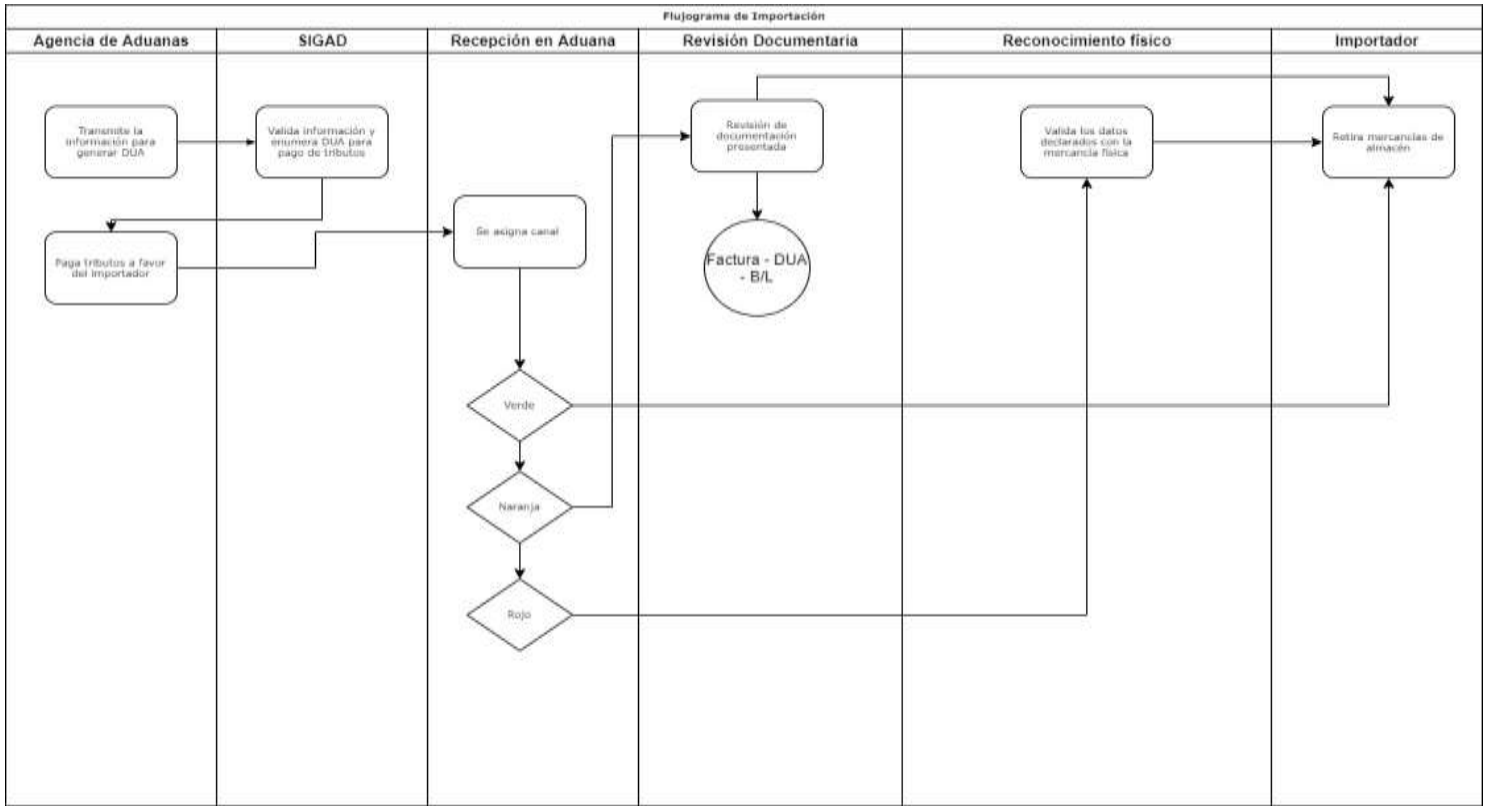 Flujograma de Importación
Agencia de Aduanas
SIGAD
Recepción en Aduana
Revisión Documentaria
Reconocimiento físico
Importador
Transmite la
información para
generar DUA
Valida información y
enumera DUA para
pago de tributos
Revisión de
documentación
presentada
Valida los datos
declarados con la
mercancía física
Retira mercancías de
almacén
Paga tributos a favor
del importador
Se asigna canal
Factura - DUA
- B/L
Verde
Naranja
Rojo